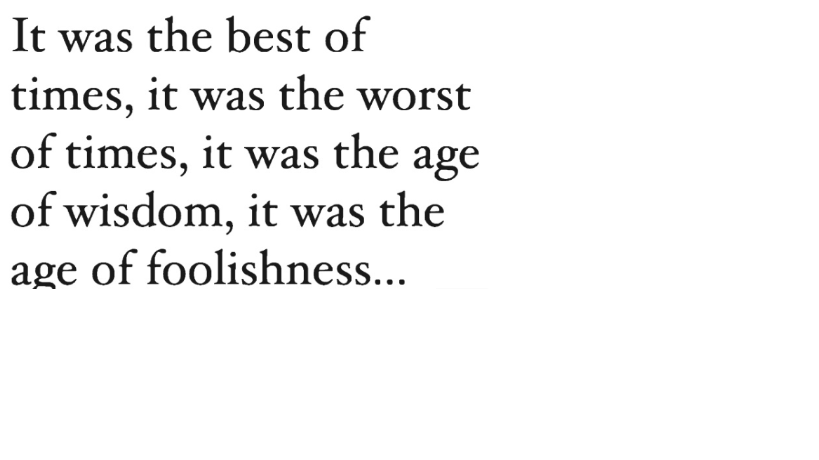 It was the best of
times, it was the worst
of times, it was the age
of wisdom, it was the
age of foolishness...